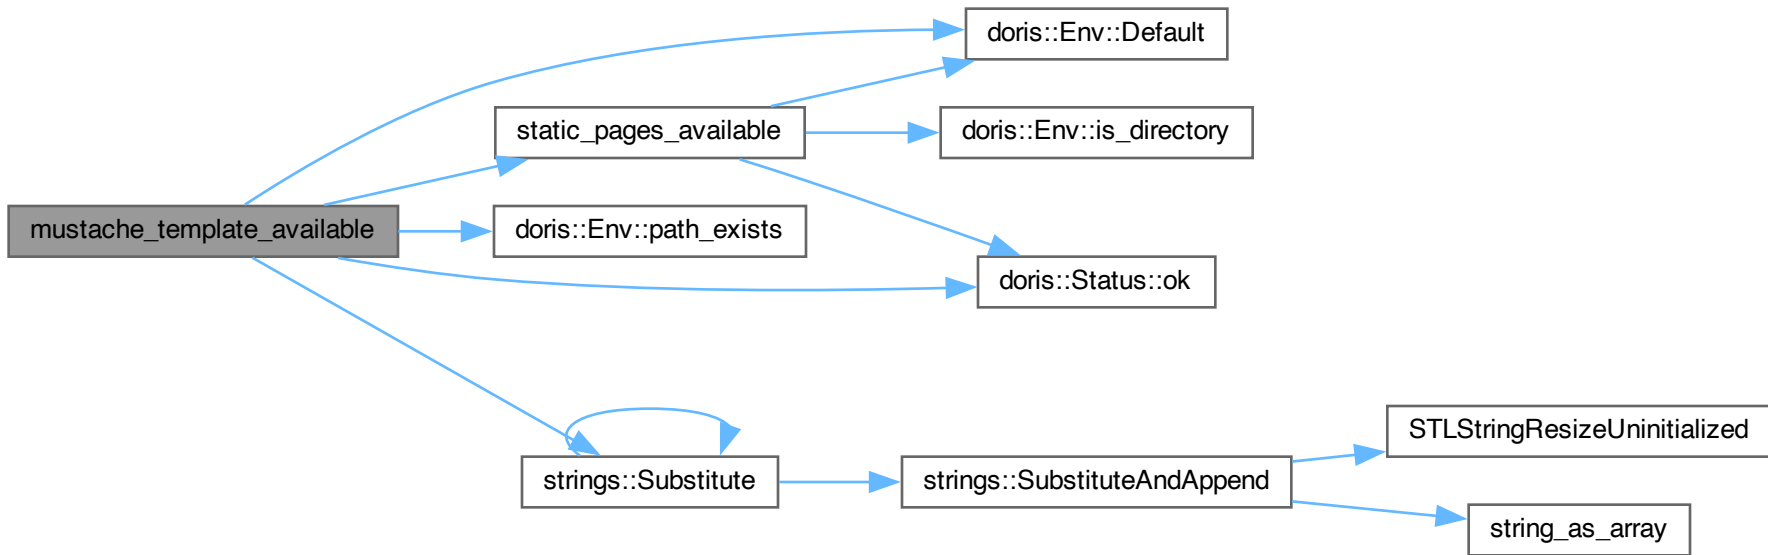 doris::Env::Default
static_pages_available
doris::Env::is_directory
mustache_template_available
doris::Env::path_exists
doris::Status::ok
STLStringResizeUninitialized
strings::Substitute
strings::SubstituteAndAppend
string_as_array